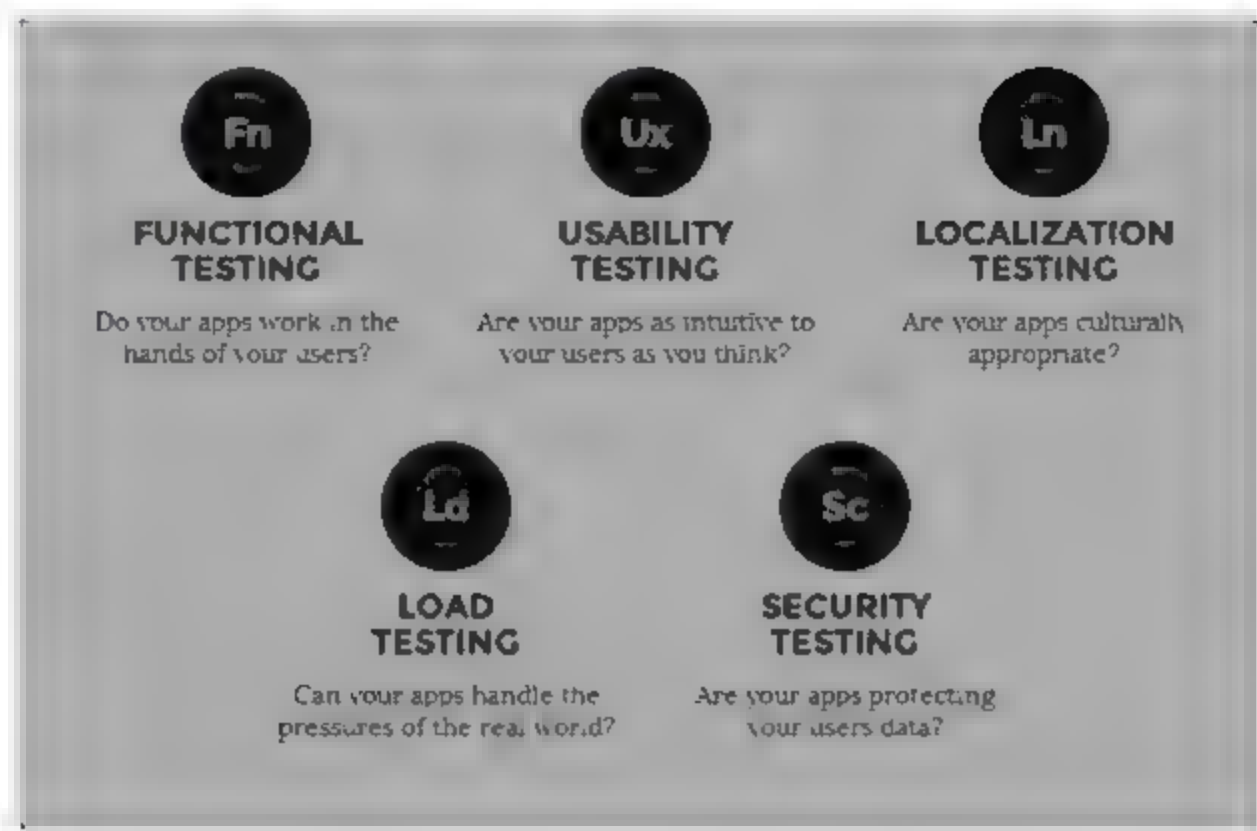 Fn
Ux
Ln
FUNCTIONAL
TESTING
USABILITY
TESTING
LOCALIZATION
TESTING
Do your apps work in the
hands of your users?
Are your apps as intuitive to
your users as you think?
Are your apps culturally
appropriate?
Ld
Sc
LOAD
TESTING
SECURITY
TESTING
Can your apps handle the
pressures of the real world?
Are your apps protecting
your users data?